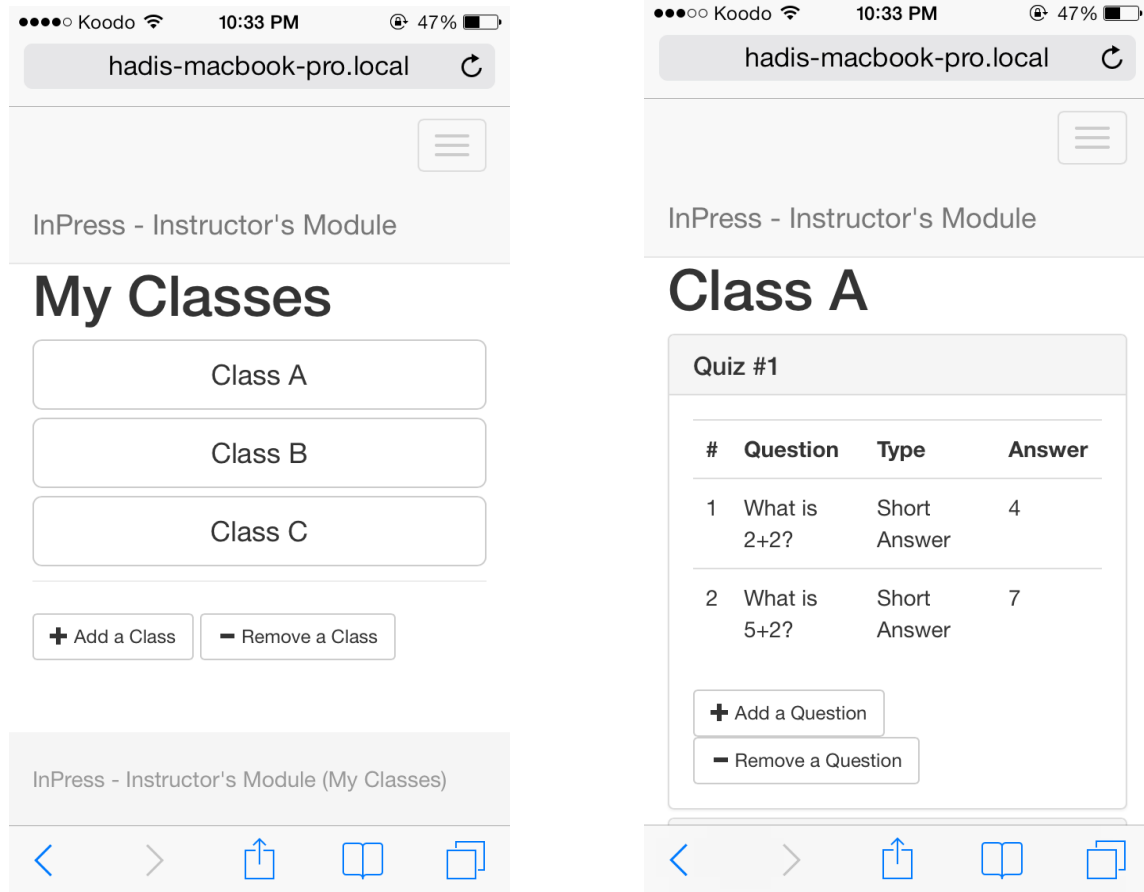 Koodo 10:33 PM 47%
hadis-macbook-pro.local
InPress - Instructor's Module
My Classes
Class A
Class B
Class C
+ Add a Class
− Remove a Class
InPress - Instructor's Module (My Classes)
Koodo 10:33 PM 47%
hadis-macbook-pro.local
InPress - Instructor's Module
Class A
Quiz #1
# Question Type Answer
1 What is Short 4
2+2? Answer
2 What is Short 7
5+2? Answer
+ Add a Question
− Remove a Question